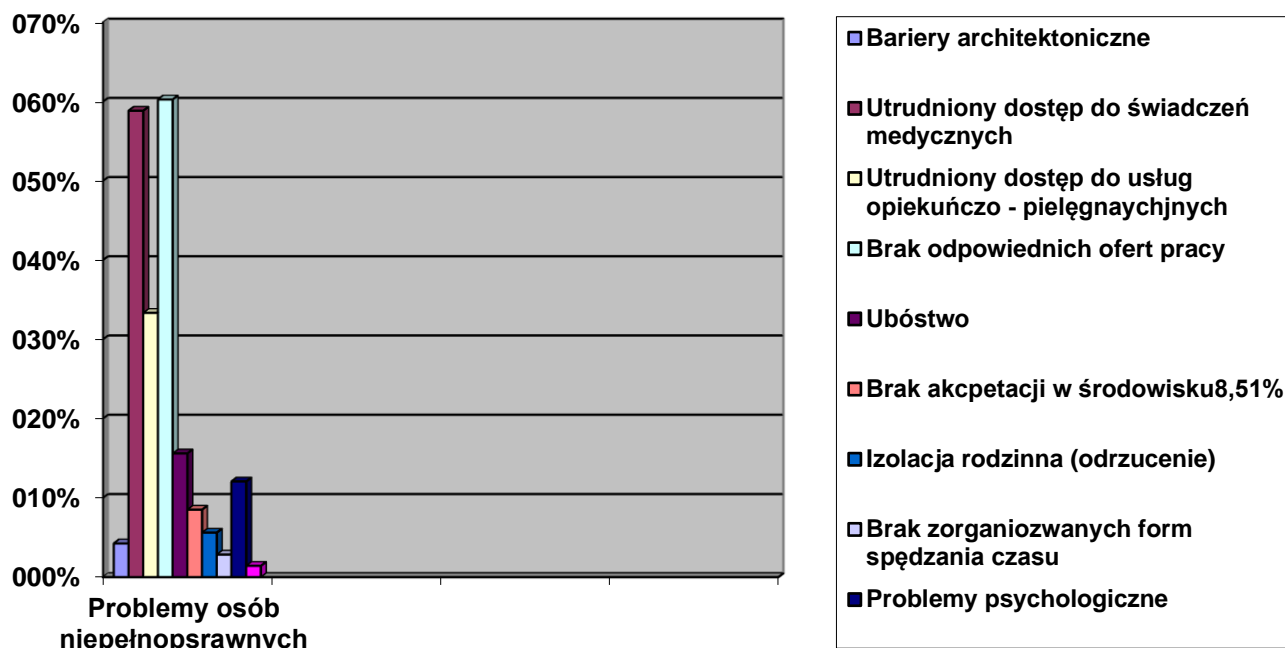 070%
060%
050%
040%
030%
020%
010%
000%
Problemy osób
niepełnopsrawnych
Bariery architektoniczne
Utrudniony dostęp do świadczeń
medycznych
Utrudniony dostęp do usług
opiekuńczo - pielęgnaychjnych
Brak odpowiednich ofert pracy
Ubóstwo
Brak akcpetacji w środowisku8,51%
Izolacja rodzinna (odrzucenie)
Brak zorganiozwanych form
spędzania czasu
Problemy psychologiczne